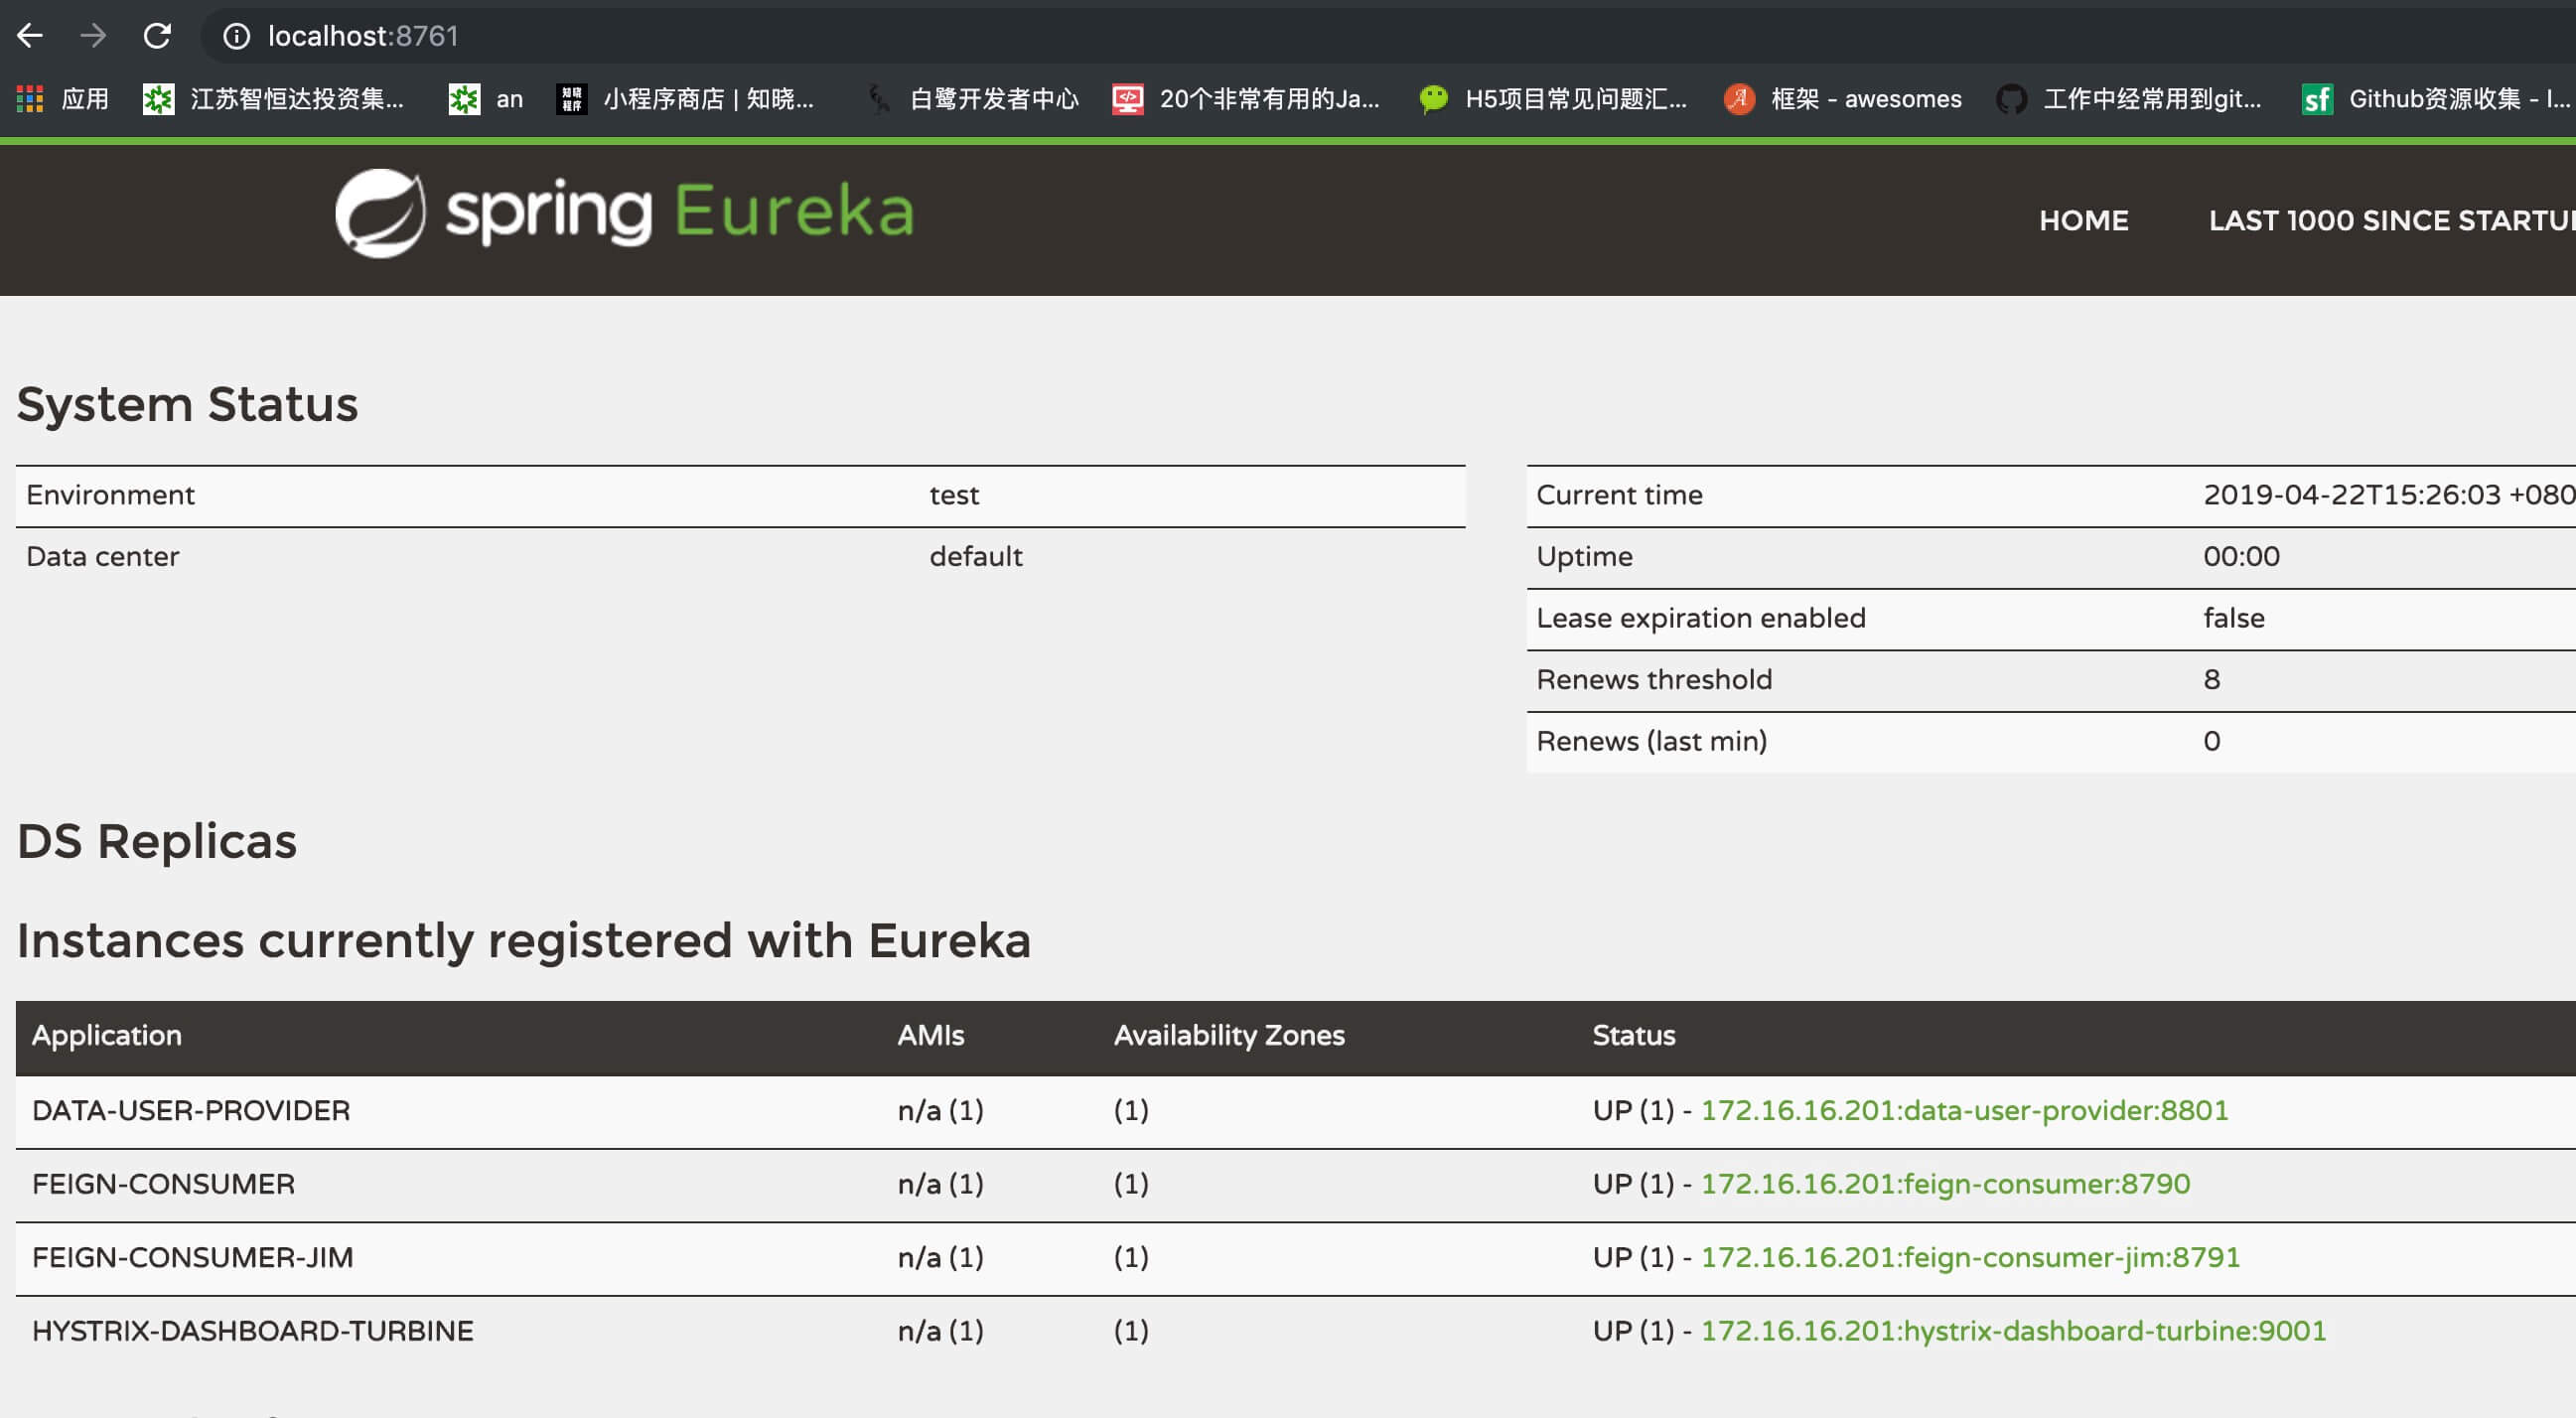 localhost:8761
应用 江苏智恒达投资集... an 知晓程序 小程序商店 | 知晓... 白鹭开发者中心 20个非常有用的Ja... H5项目常见问题汇... 框架 - awesomes 工作中经常用到git... sf Github资源收集 - I...
spring Eureka HOME LAST 1000 SINCE STARTUP
System Status
Environment test Current time 2019-04-22T15:26:03 +080
Data center default Uptime 00:00
Lease expiration enabled false
Renews threshold 8
Renews (last min) 0
DS Replicas
Instances currently registered with Eureka
Application AMIs Availability Zones Status
DATA-USER-PROVIDER n/a (1) (1) UP (1) - 172.16.16.201:data-user-provider:8801
FEIGN-CONSUMER n/a (1) (1) UP (1) - 172.16.16.201:feign-consumer:8790
FEIGN-CONSUMER-JIM n/a (1) (1) UP (1) - 172.16.16.201:feign-consumer-jim:8791
HYSTRIX-DASHBOARD-TURBINE n/a (1) (1) UP (1) - 172.16.16.201:hystrix-dashboard-turbine:9001